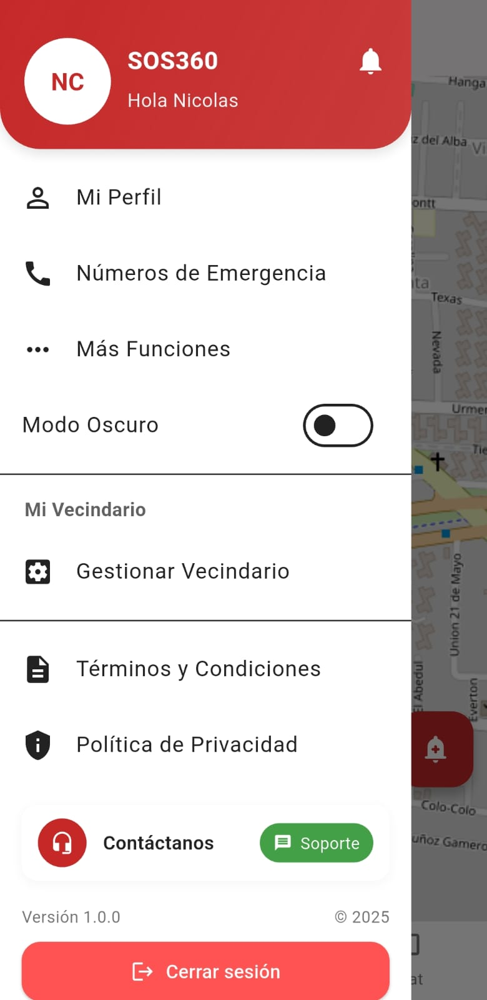 NC
SOS360
Hola Nicolas
Mi Perfil
Números de Emergencia
Más Funciones
Modo Oscuro
Mi Vecindario
Gestionar Vecindario
Términos y Condiciones
Política de Privacidad
Contáctanos
Soporte
Versión 1.0.0
© 2025
Cerrar sesión
Hanga
z del Alba
Vi
ontt
ta
Texas
Nevada
Urmer
Tie
Union 21 de Mayo
El Abedul
Everton
Colo-Colo
uñoz Gamero
at